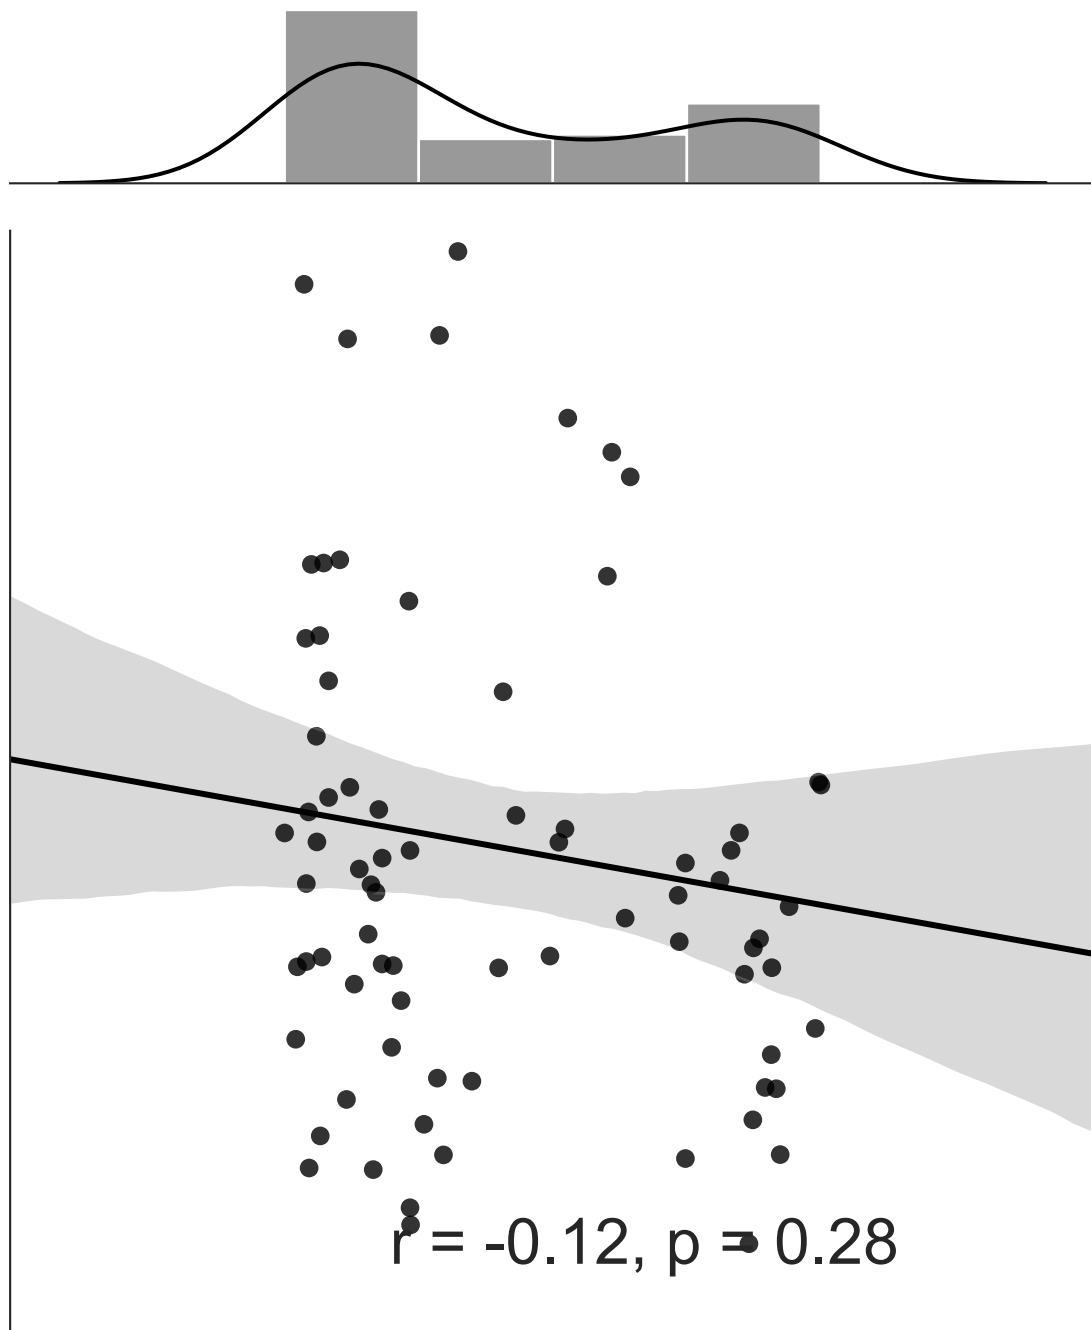 r = -0.12, p = 0.28